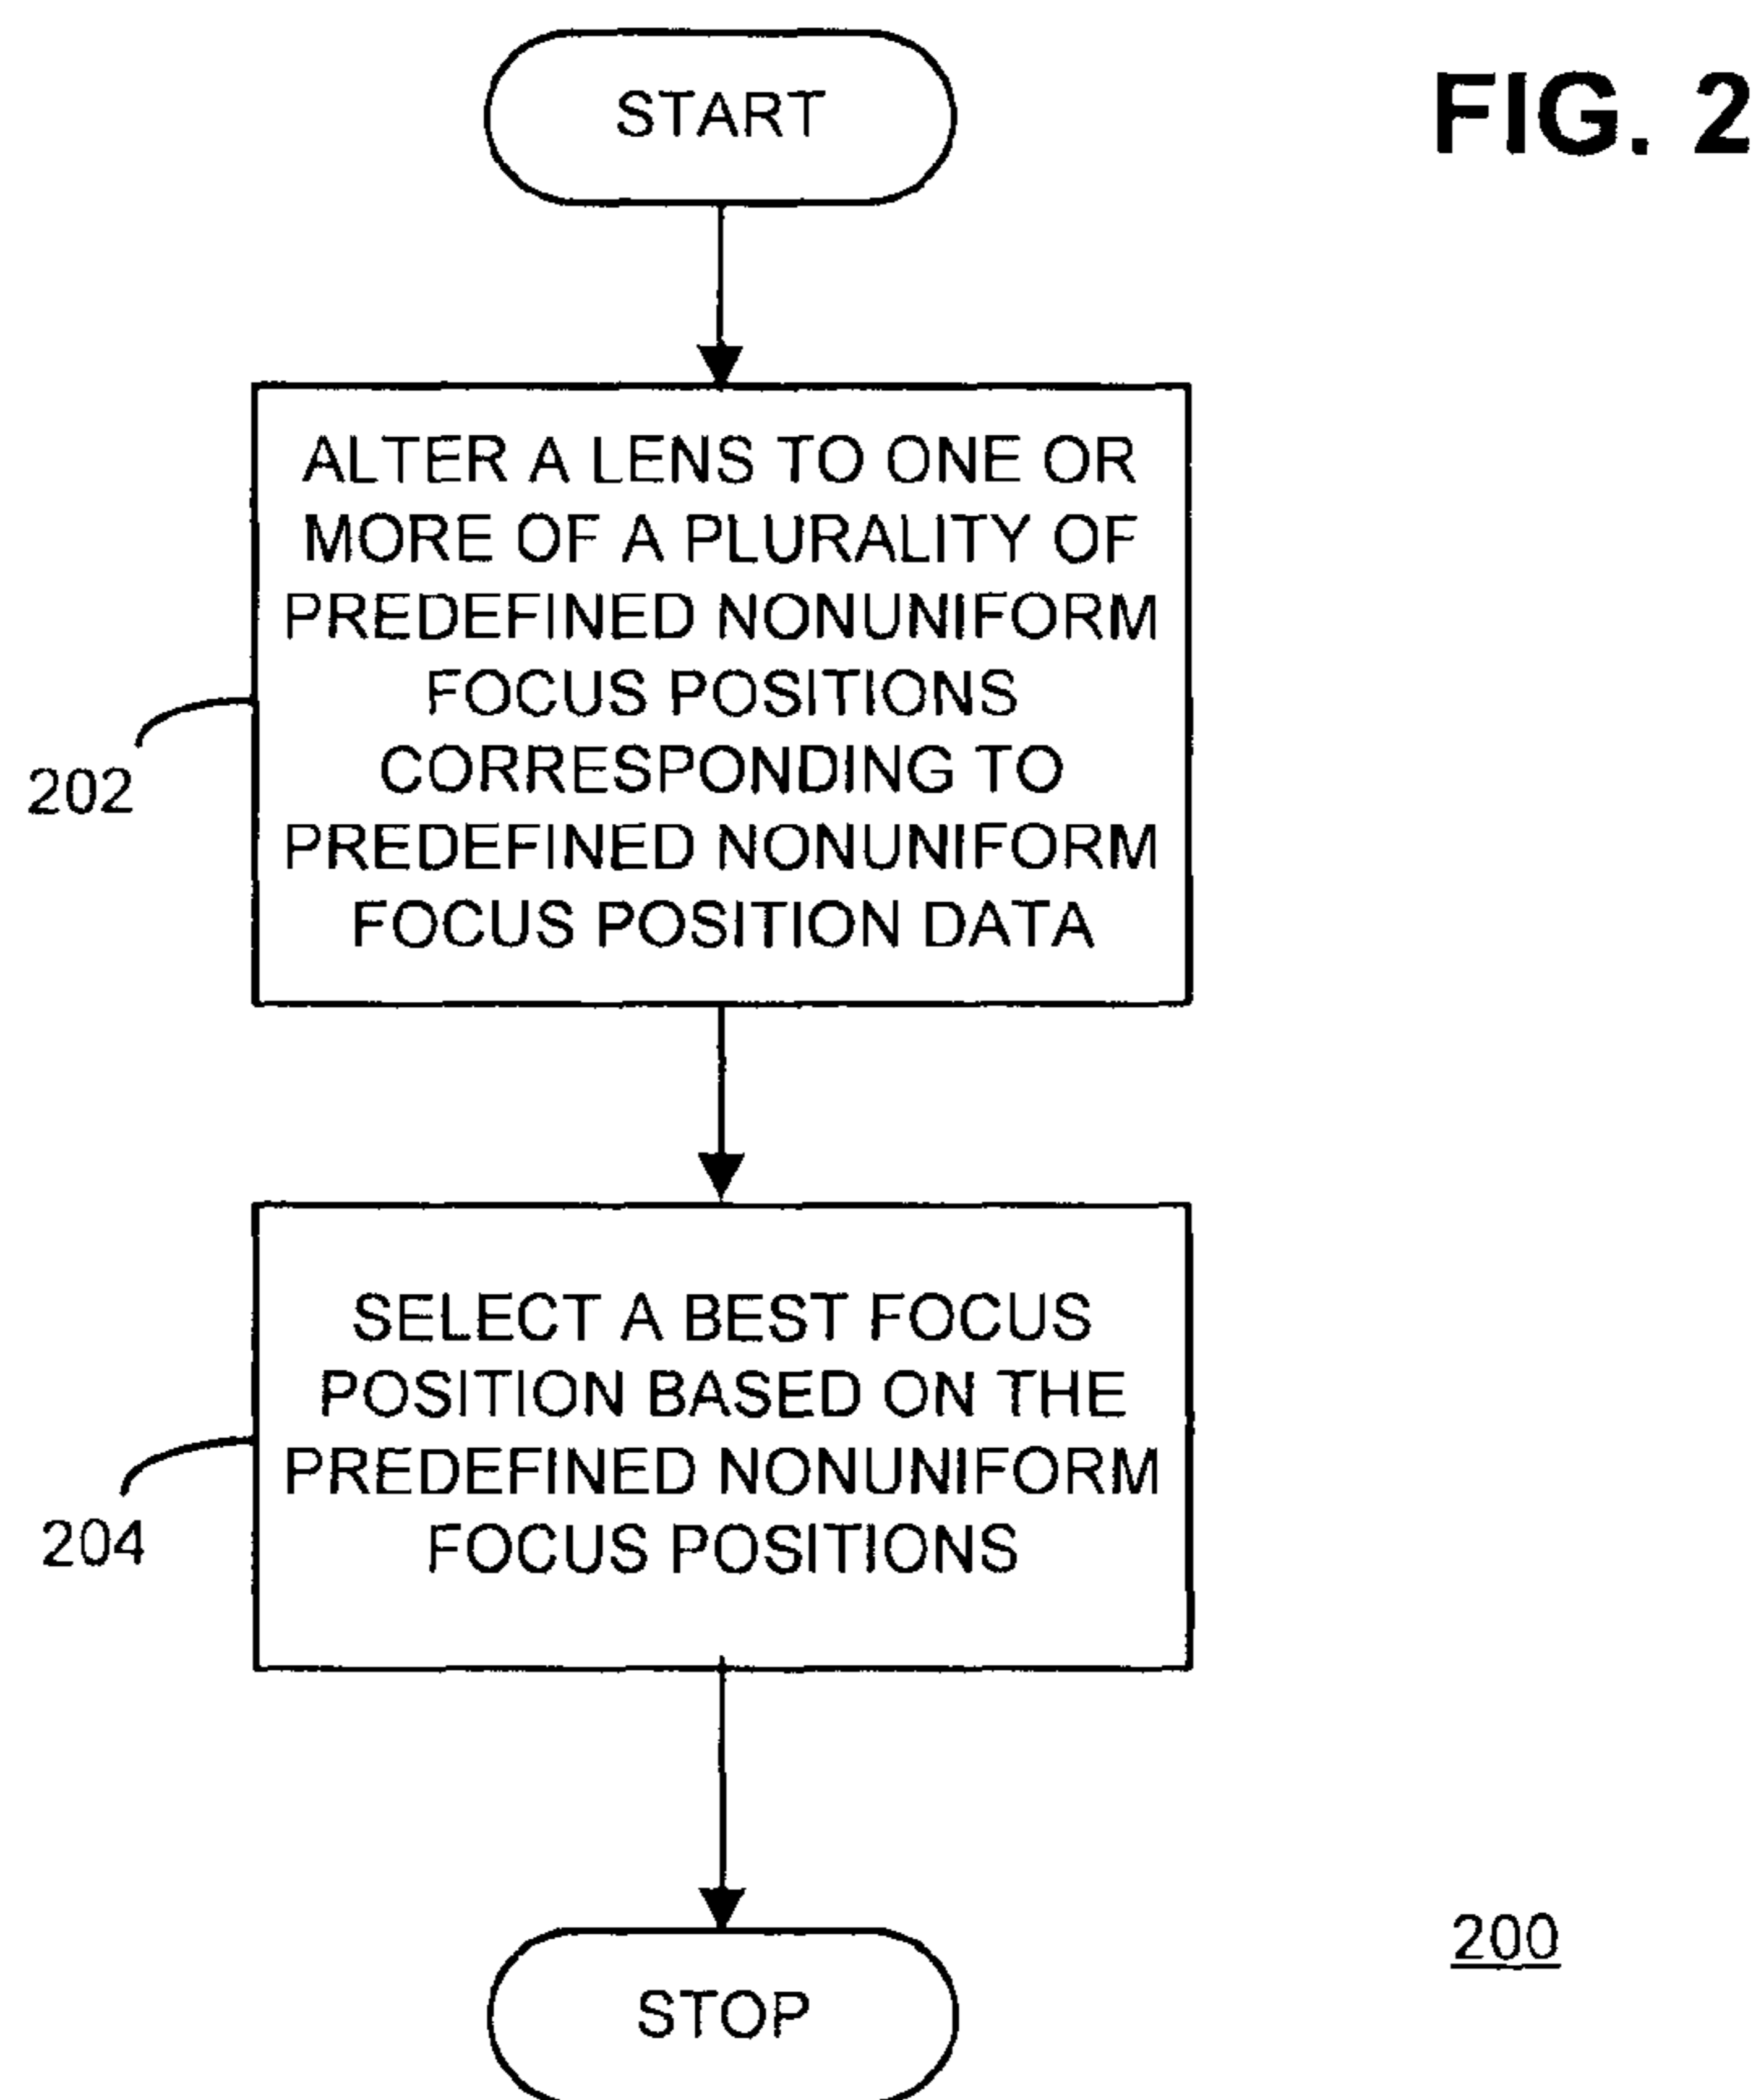 FIG. 2
START
ALTER A LENS TO ONE OR
MORE OF A PLURALITY OF
PREDEFINED NONUNIFORM
FOCUS POSITIONS
CORRESPONDING TO
PREDEFINED NONUNIFORM
FOCUS POSITION DATA
202
SELECT A BEST FOCUS
POSITION BASED ON THE
PREDEFINED NONUNIFORM
FOCUS POSITIONS
204
STOP
200